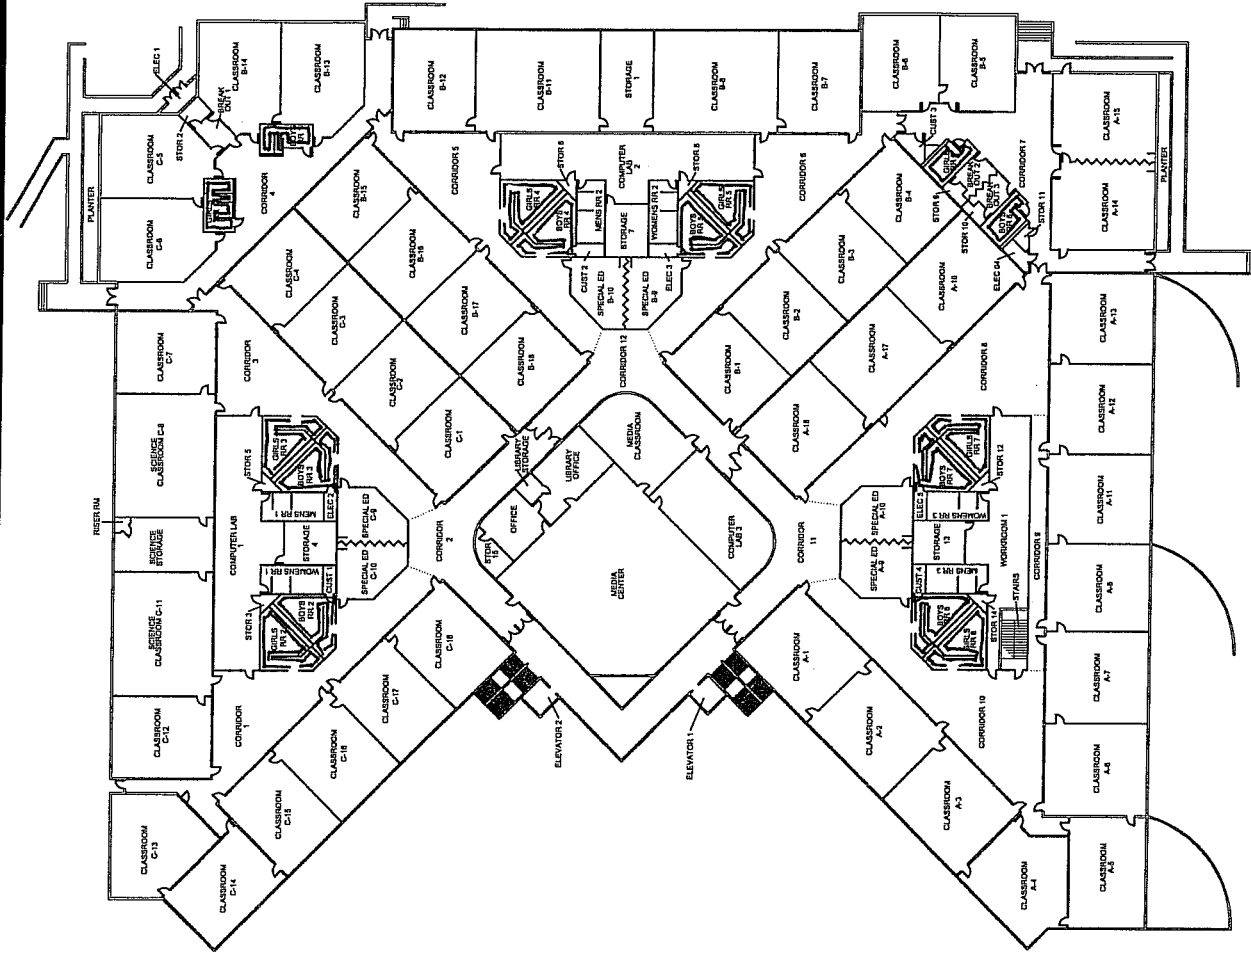 ELEC 1
CLASSROOM
B-14
CLASSROOM
B-13
BREAK
OUT 1
STOR 2
CLASSROOM
C-5
CLASSROOM
C-6
PLANTER
CORRIDOR
4
CLASSROOM
B-12
CLASSROOM
B-11
STORAGE
1
CLASSROOM
B-8
CLASSROOM
B-7
CLASSROOM
B-6
CLASSROOM
B-5
CUST 3
CLASSROOM
A-15
CLASSROOM
A-14
PLANTER
CORRIDOR 7
BREAK
OUT 2
BREAK
OUT 3
STOR 9
STOR 10
STOR 11
ELEC 04
CORRIDOR 5
COMPUTER
LAB
2
STOR 6
STOR 8
GIRLS
RR 4
BOYS
RR 4
MENS RR 2
STORAGE
7
WOMENS RR 2
GIRLS
RR 5
BOYS
CUST 2
ELEC 3
SPECIAL ED
B-10
SPECIAL ED
B-9
CORRIDOR 6
CORRIDOR 12
CLASSROOM
B-15
CLASSROOM
B-16
CLASSROOM
B-17
CLASSROOM
B-18
CLASSROOM
C-4
CLASSROOM
C-3
CLASSROOM
C-2
CLASSROOM
C-1
CLASSROOM
B-4
CLASSROOM
B-3
CLASSROOM
B-2
CLASSROOM
B-1
CLASSROOM
A-16
CLASSROOM
A-17
CLASSROOM
A-18
CORRIDOR
3
CLASSROOM
C-7
SCIENCE
CLASSROOM C-8
RISER RM
SCIENCE
STORAGE
SCIENCE
CLASSROOM C-11
CLASSROOM
C-12
CLASSROOM
C-13
CLASSROOM
C-14
CLASSROOM
C-15
CLASSROOM
C-16
CLASSROOM
C-17
CLASSROOM
C-18
CORRIDOR
1
COMPUTER LAB
1
STOR 5
GIRLS
RR 3
BOYS
RR 3
MENS RR 1
ELEC 2
STORAGE
4
WOMENS RR 1
CUST 1
STOR 3
BOYS
RR 2
GIRLS
RR 2
SPECIAL ED
C-9
SPECIAL ED
C-10
CORRIDOR
2
LIBRARY
STORAGE
LIBRARY
OFFICE
OFFICE
STOR
15
MEDIA
CLASSROOM
MEDIA
CENTER
COMPUTER
LAB 3
ELEVATOR 2
ELEVATOR 1
CORRIDOR
11
SPECIAL ED
A-10
SPECIAL ED
A-9
ELEC 5
WOMENS RR 3
STORAGE
13
CUST 4
MENS RR 3
BOYS
RR 7
GIRLS
RR 7
STOR 12
WORKROOM 1
STOR 14
STAIRS
GIRLS
CORRIDOR 8
CORRIDOR 9
CORRIDOR 10
CLASSROOM
A-13
CLASSROOM
A-12
CLASSROOM
A-11
CLASSROOM
A-8
CLASSROOM
A-7
CLASSROOM
A-6
CLASSROOM
A-5
CLASSROOM
A-4
CLASSROOM
A-3
CLASSROOM
A-2
CLASSROOM
A-1